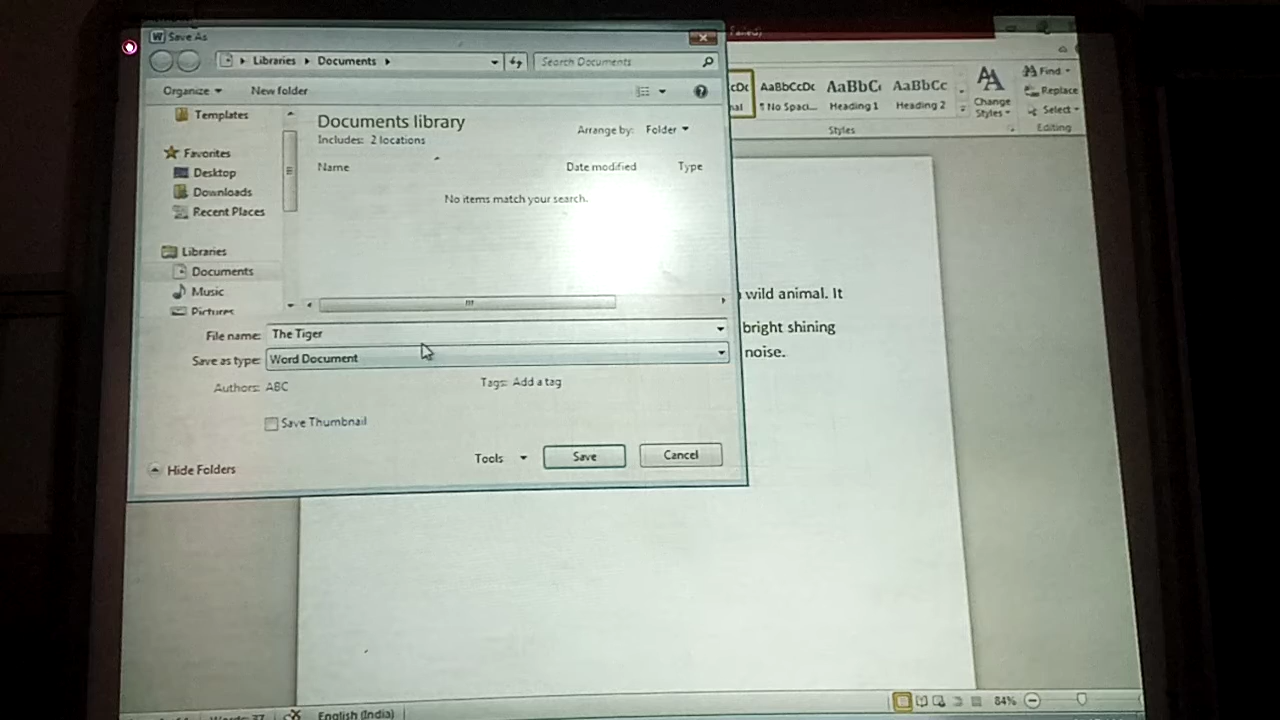 Save As
Failed)
Libraries Documents
Search Documents
Organize New folder
Templates
Favorites
Desktop
Downloads
Recent Places
Libraries
Documents
Music
Pictures
Documents library
Includes: 2 locations
Arrange by: Folder
Name Date modified Type
No items match your search.
File name: The Tiger
Save as type: Word Document
Authors: ABC Tags: Add a tag
Save Thumbnail
Hide Folders Tools Save Cancel
AaBbCcDc AaBbC AaBbCc
¶ No Spaci... Heading 1 Heading 2
Change
Styles
Styles
Find
Replace
Select
Editing
wild animal. It
bright shining
noise.
English (India)
84%